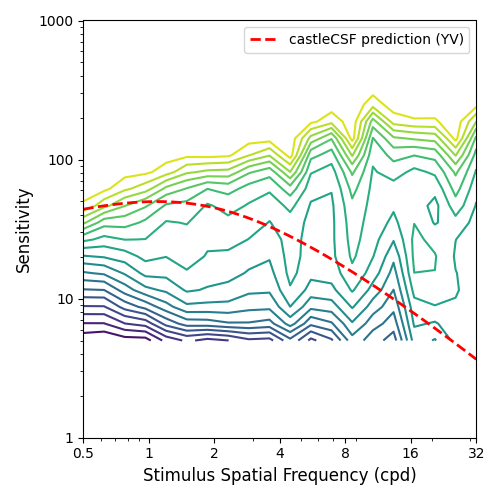 1000
castleCSF prediction (YV)
100
Sensitivity
10
1
0.5 1 2 4 8 16 32
Stimulus Spatial Frequency (cpd)